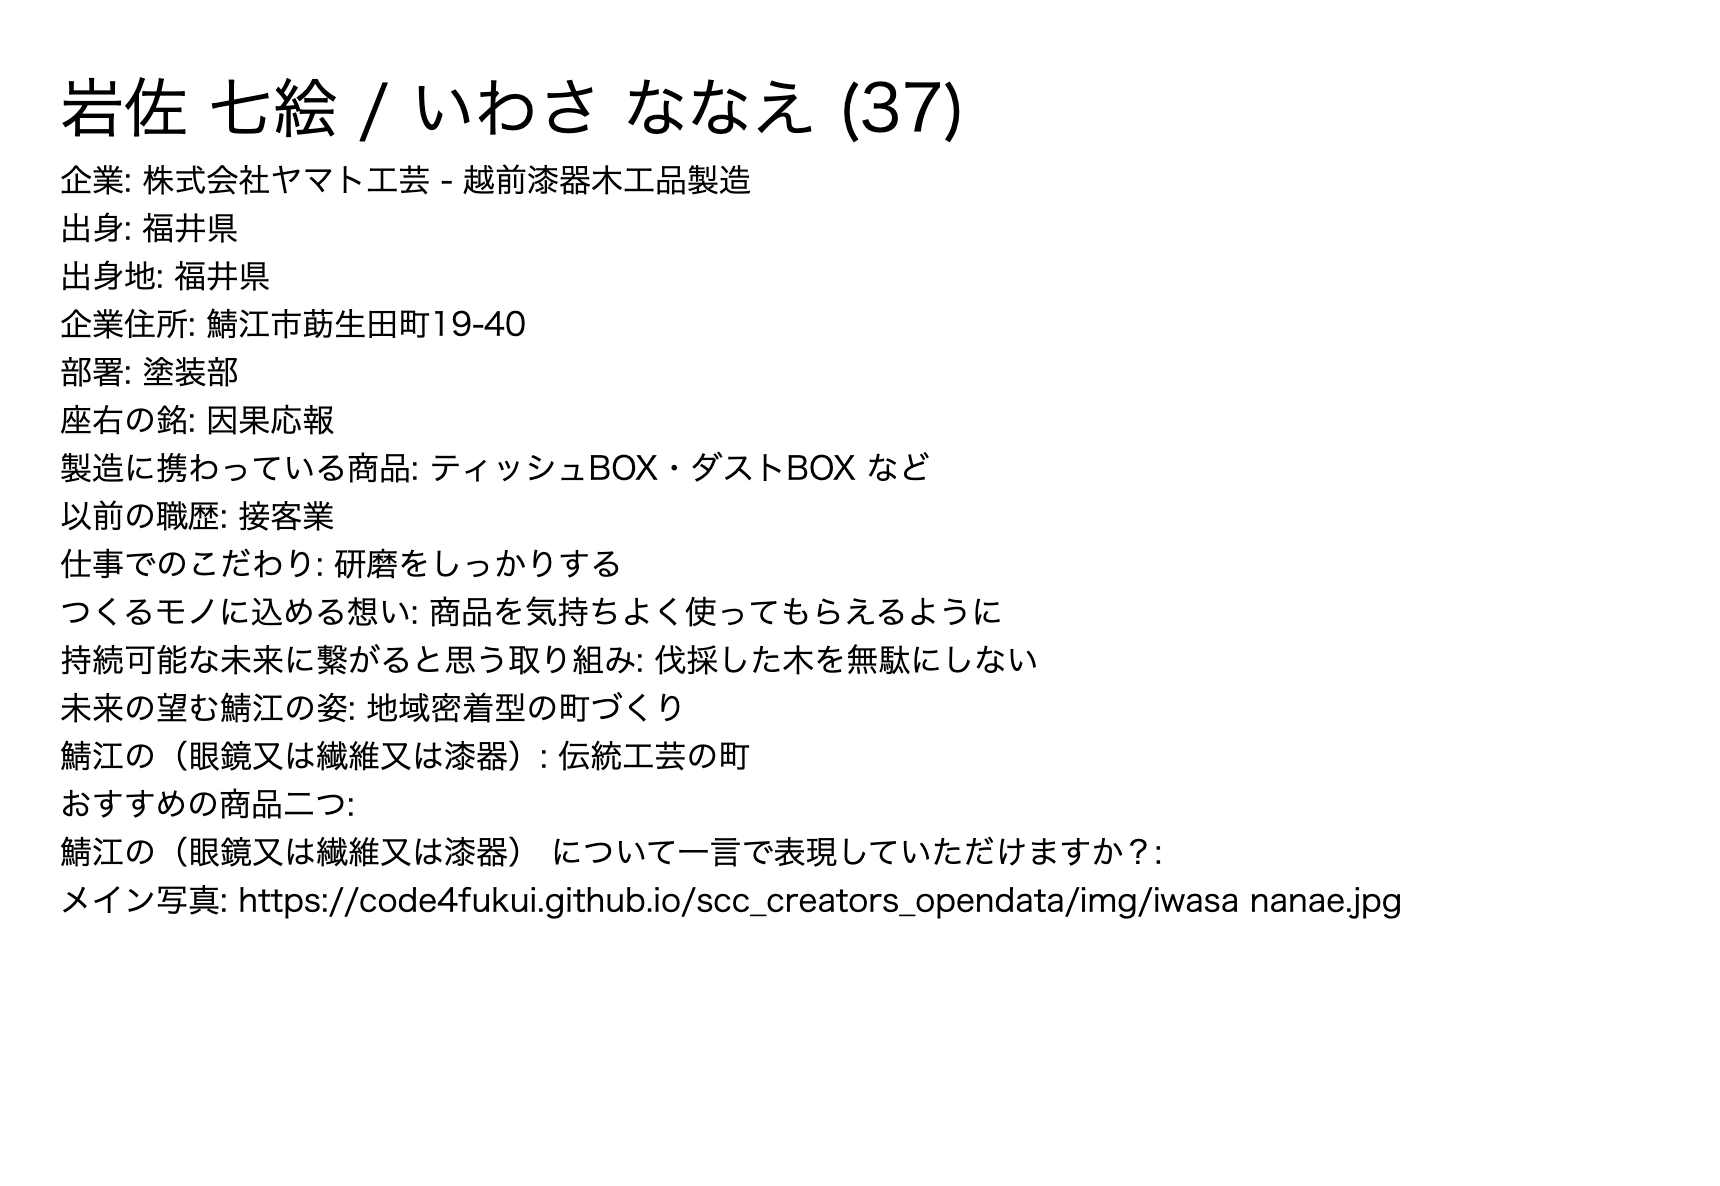 岩佐 七絵 / いわさ ななえ (37)
企業: 株式会社ヤマト工芸 - 越前漆器木工品製造
出身: 福井県
出身地: 福井県
企業住所: 鯖江市莇生田町19-40
部署: 塗装部
座右の銘: 因果応報
製造に携わっている商品: ティッシュBOX・ダストBOX など
以前の職歴: 接客業
仕事でのこだわり: 研磨をしっかりする
つくるモノに込める想い: 商品を気持ちよく使ってもらえるように
持続可能な未来に繋がると思う取り組み: 伐採した木を無駄にしない
未来の望む鯖江の姿: 地域密着型の町づくり
鯖江の（眼鏡又は繊維又は漆器）: 伝統工芸の町
おすすめの商品二つ:
鯖江の（眼鏡又は繊維又は漆器） について一言で表現していただけますか？:
メイン写真: https://code4fukui.github.io/scc_creators_opendata/img/iwasa nanae.jpg